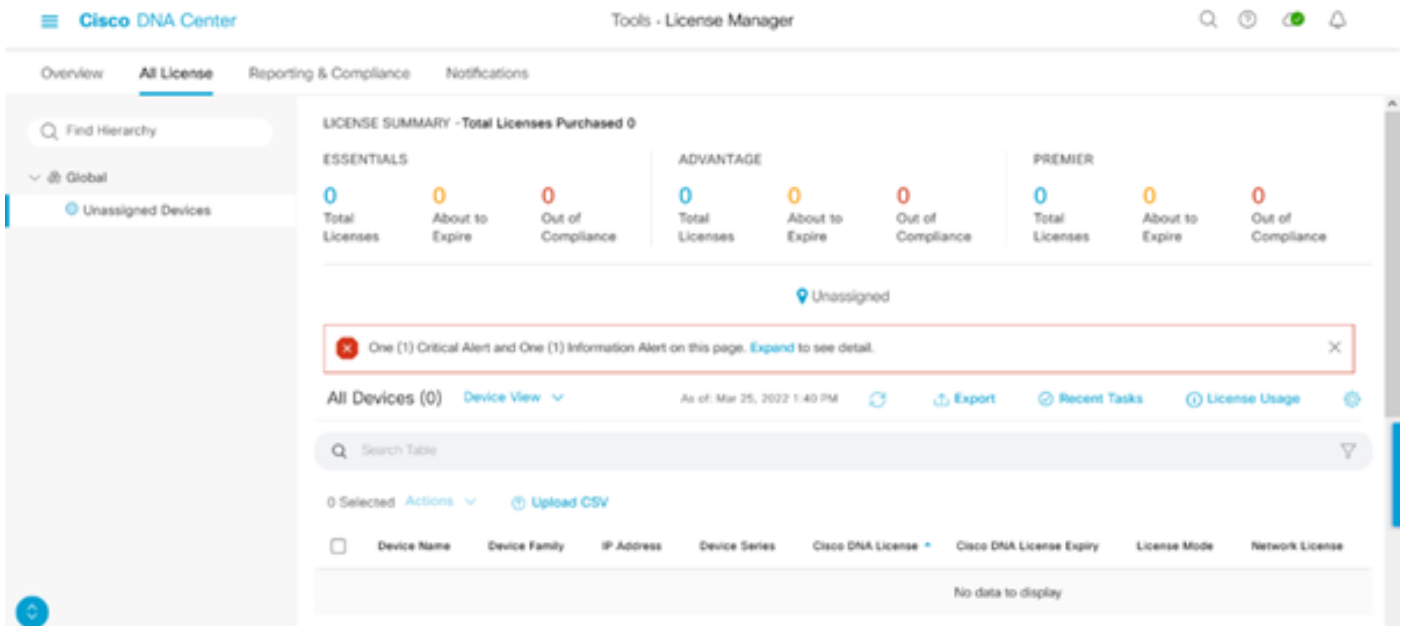 Cisco DNA Center
Tools - License Manager
Overview All License Reporting & Compliance Notifications
Find Hierarchy
Global
Unassigned Devices
LICENSE SUMMARY - Total Licenses Purchased 0
ESSENTIALS ADVANTAGE PREMIER
0 0 0 0 0 0 0 0 0
Total Licenses About to Expire Out of Compliance Total Licenses About to Expire Out of Compliance Total Licenses About to Expire Out of Compliance
Unassigned
One (1) Critical Alert and One (1) Information Alert on this page. Expand to see detail.
All Devices (0) Device View As of: Mar 25, 2022 1:40 PM Export Recent Tasks License Usage
Search Table
0 Selected Actions Upload CSV
Device Name Device Family IP Address Device Series Cisco DNA License Cisco DNA License Expiry License Mode Network License
No data to display